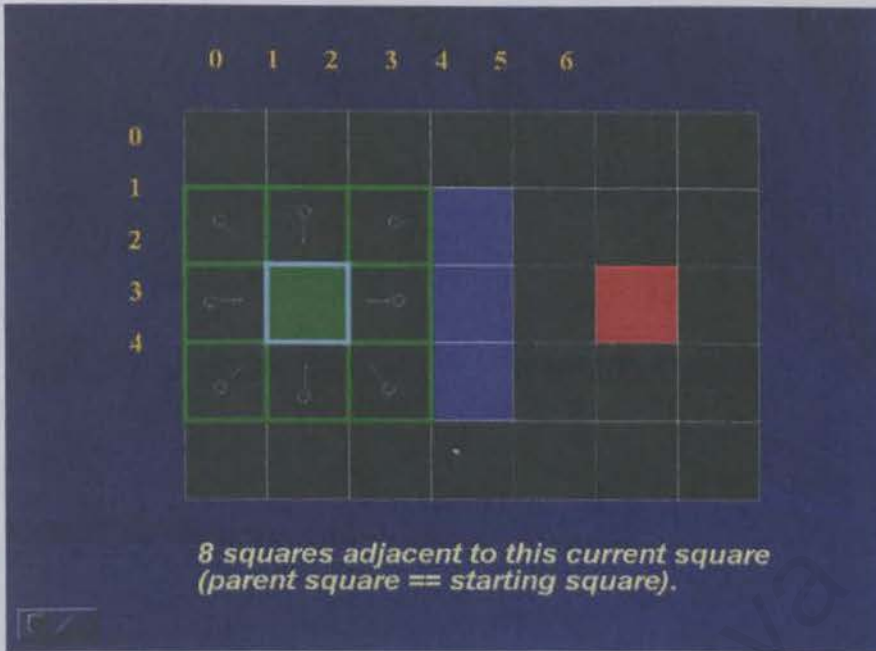 0 1 2 3 4 5 6
0
1
2
3
4
8 squares adjacent to this current square
(parent square == starting square).